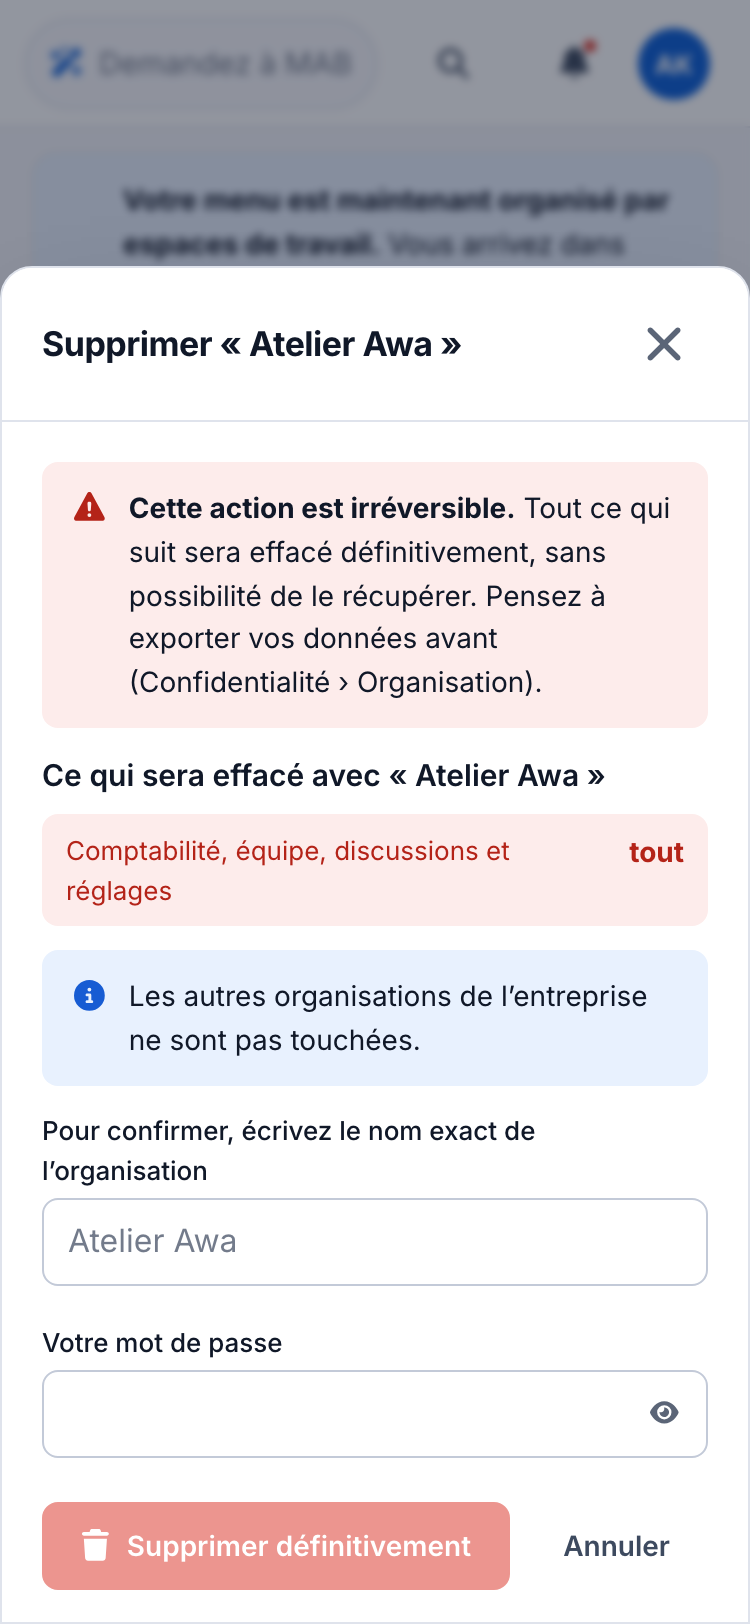 Demandez à MAB
AK
Votre menu est maintenant organisé par
espaces de travail. Vous arrivez dans
Supprimer « Atelier Awa »
Cette action est irréversible. Tout ce qui
suit sera effacé définitivement, sans
possibilité de le récupérer. Pensez à
exporter vos données avant
(Confidentialité › Organisation).
Ce qui sera effacé avec « Atelier Awa »
Comptabilité, équipe, discussions et tout
réglages
Les autres organisations de l’entreprise
ne sont pas touchées.
Pour confirmer, écrivez le nom exact de
l’organisation
Atelier Awa
Votre mot de passe
Supprimer définitivement Annuler